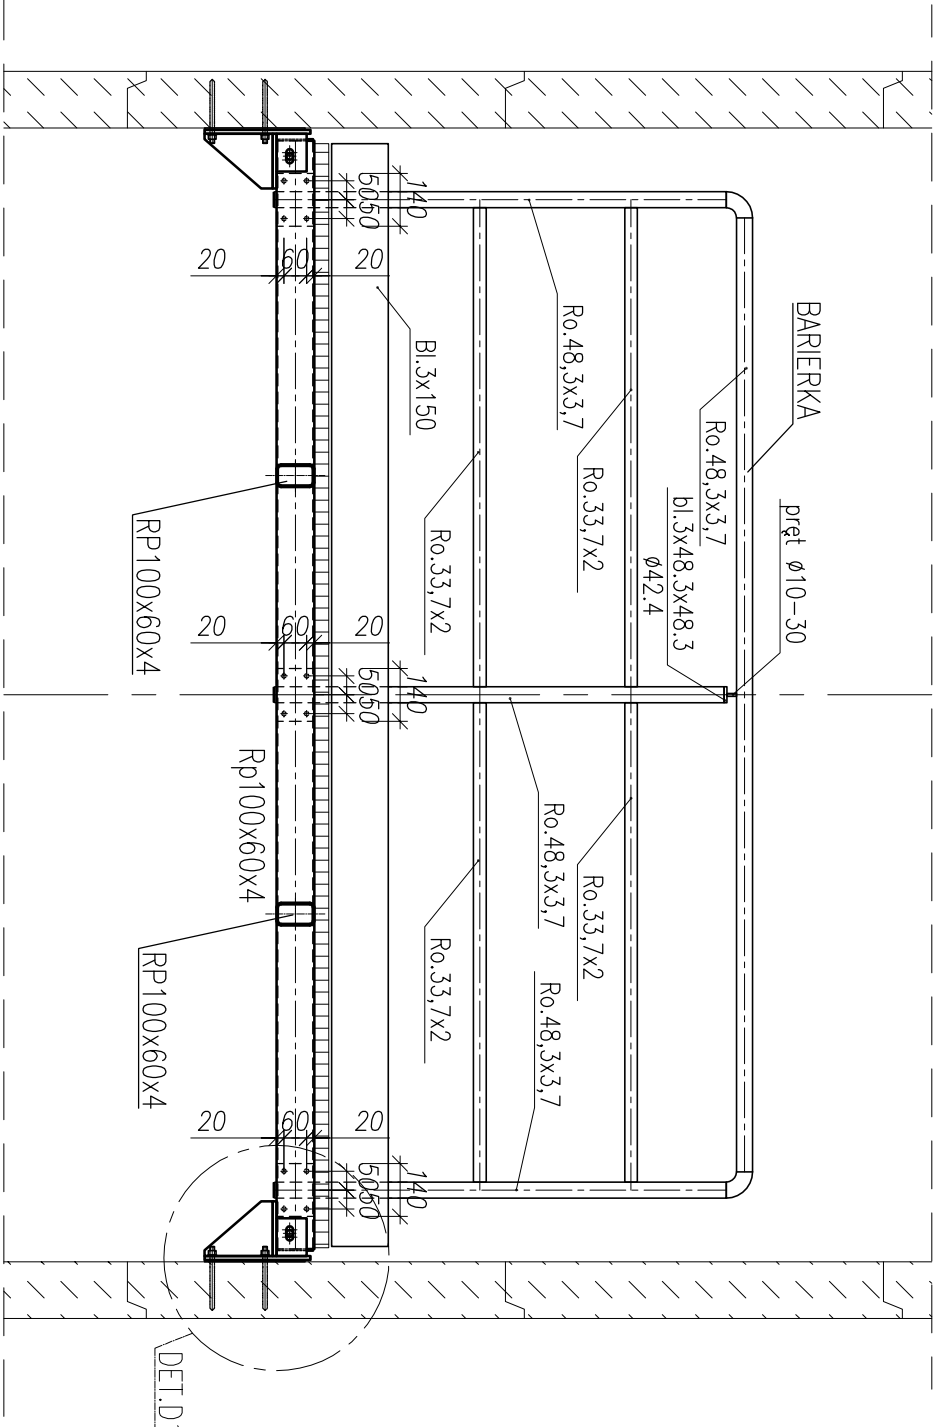 BARIERKA
pręt ø10-30
Ro.48,3x3,7
bl.3x48.3x48.3
ø42.4
Ro.48,3x3,7
Ro.33,7x2
Ro.33,7x2
Bl.3x150
Ro.33,7x2
Ro.48,3x3,7
Ro.33,7x2
Ro.48,3x3,7
140
5050
140
5050
140
5050
20
60
20
20
60
20
20
60
20
RP100x60x4
Rp100x60x4
RP100x60x4
DET.D